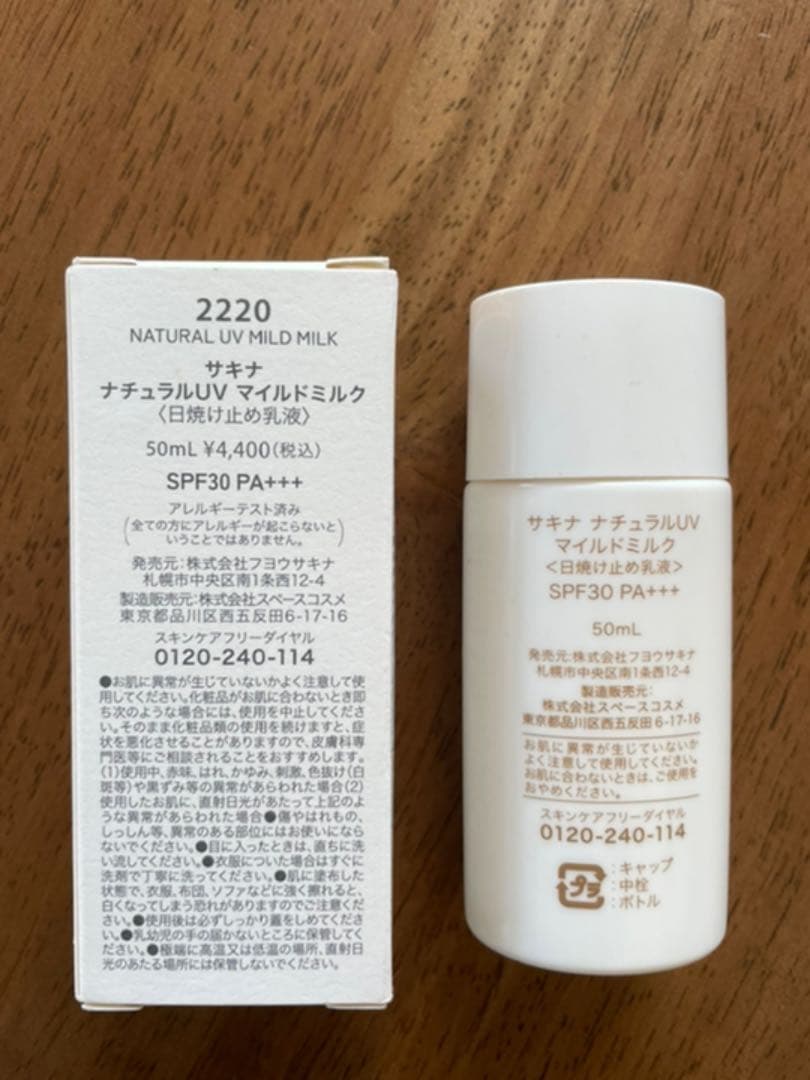 2220
NATURAL UV MILD MILK
サキナ
ナチュラルUV マイルドミルク
〈日焼け止め乳液〉
50mL ¥4,400(税込)
SPF30 PA+++
アレルギーテスト済み
(全ての方にアレルギーが起こらないと
いうことではありません。)
発売元:株式会社フヨウサキナ
札幌市中央区南1条西12-4
製造販売元:株式会社スペースコスメ
東京都品川区西五反田6-17-16
スキンケアフリーダイヤル
0120-240-114
●お肌に異常が生じていないかよく注意して使
用してください。化粧品がお肌に合わないとき即
ち次のような場合には、使用を中止してくださ
い。そのまま化粧品類の使用を続けますと、症
状を悪化させることがありますので、皮膚科専
門医等にご相談されることをおすすめします。
(1)使用中、赤味、はれ、かゆみ、刺激、色抜け(白
斑等)や黒ずみ等の異常があらわれた場合(2)
使用したお肌に、直射日光があたって上記のよ
うな異常があらわれた場合●傷やはれもの、
しっしん等、異常のある部位にはお使いになら
ないでください。●目に入ったときは、直ちに洗
い流してください。●衣服についた場合はすぐに
洗剤で丁寧に洗ってください。●肌に塗布した
状態で、衣服、布団、ソファなどに強く擦れると、
白くなってしまう恐れがありますのでご注意くだ
さい。●使用後は必ずしっかり蓋をしめてくださ
い。●乳幼児の手の届かないところに保管してく
ださい。●極端に高温又は低温の場所、直射日
光のあたる場所には保管しないでください。
サキナ ナチュラルUV
マイルドミルク
<日焼け止め乳液>
SPF30 PA+++
50mL
発売元:株式会社フヨウサキナ
札幌市中央区南1条西12-4
製造販売元:
株式会社スペースコスメ
東京都品川区西五反田6-17-16
お肌に異常が生じていないか
よく注意して使用してください。
お肌に合わないときは、ご使用を
おやめください。
スキンケアフリーダイヤル
0120-240-114
プラ
:キャップ
:中栓
:ボトル